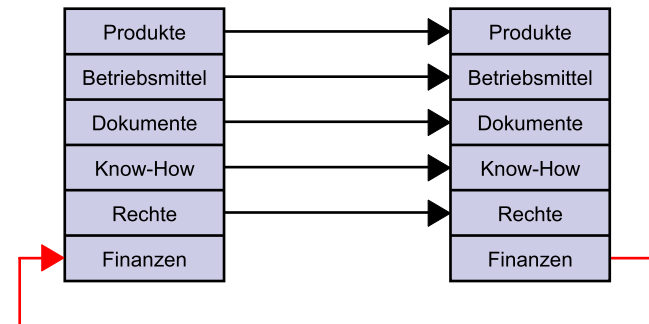 Produkte
Betriebsmittel
Dokumente
Know-How
Rechte
Finanzen
Produkte
Betriebsmittel
Dokumente
Know-How
Rechte
Finanzen